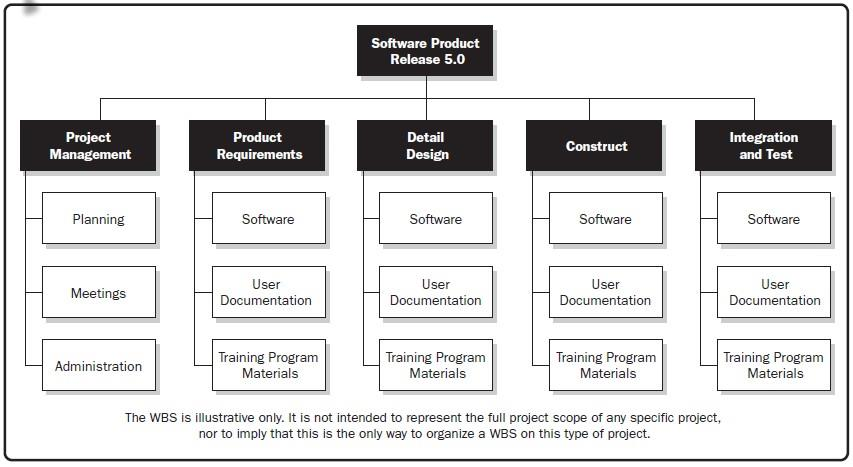 Software Product
Release 5.0
Project
Management
Product
Requirements
Detail
Design
Construct
Integration
and Test
Planning
Software
Software
Software
Software
Meetings
User
Documentation
User
Documentation
User
Documentation
User
Documentation
Administration
Training Program
Materials
Training Program
Materials
Training Program
Materials
Training Program
Materials
The WBS is illustrative only. It is not intended to represent the full project scope of any specific project,
nor to imply that this is the only way to organize a WBS on this type of project.